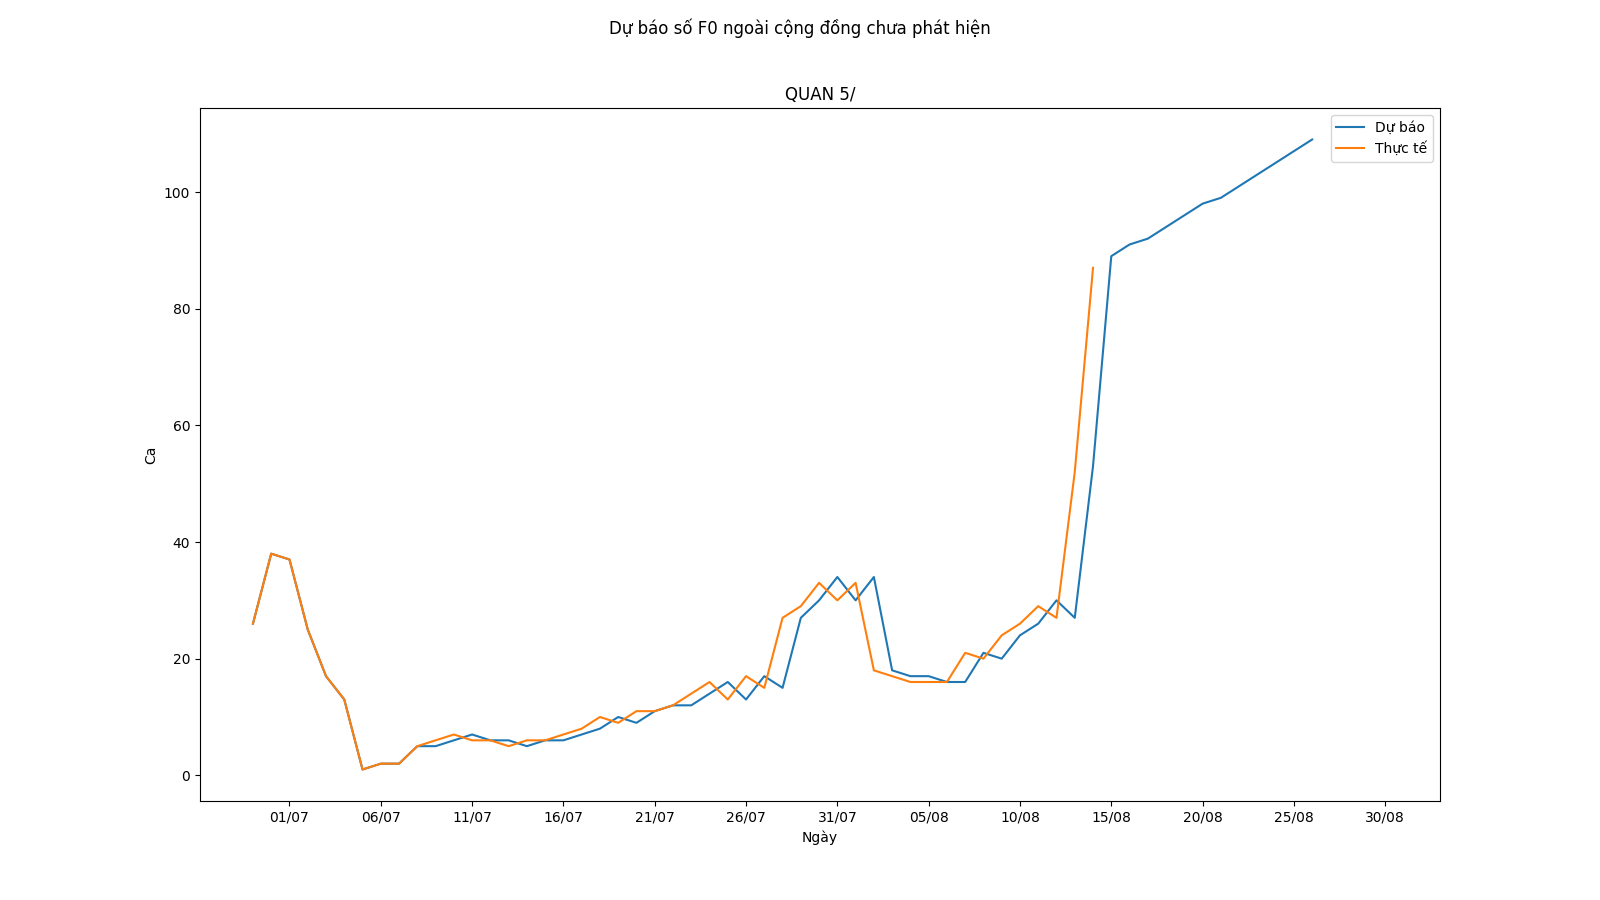 Dự báo số F0 ngoài cộng đồng chưa phát hiện
QUAN 5/
Dự báo
Thực tế
100
80
60
40
20
0
Ca
01/07 06/07 11/07 16/07 21/07 26/07 31/07 05/08 10/08 15/08 20/08 25/08 30/08
Ngày